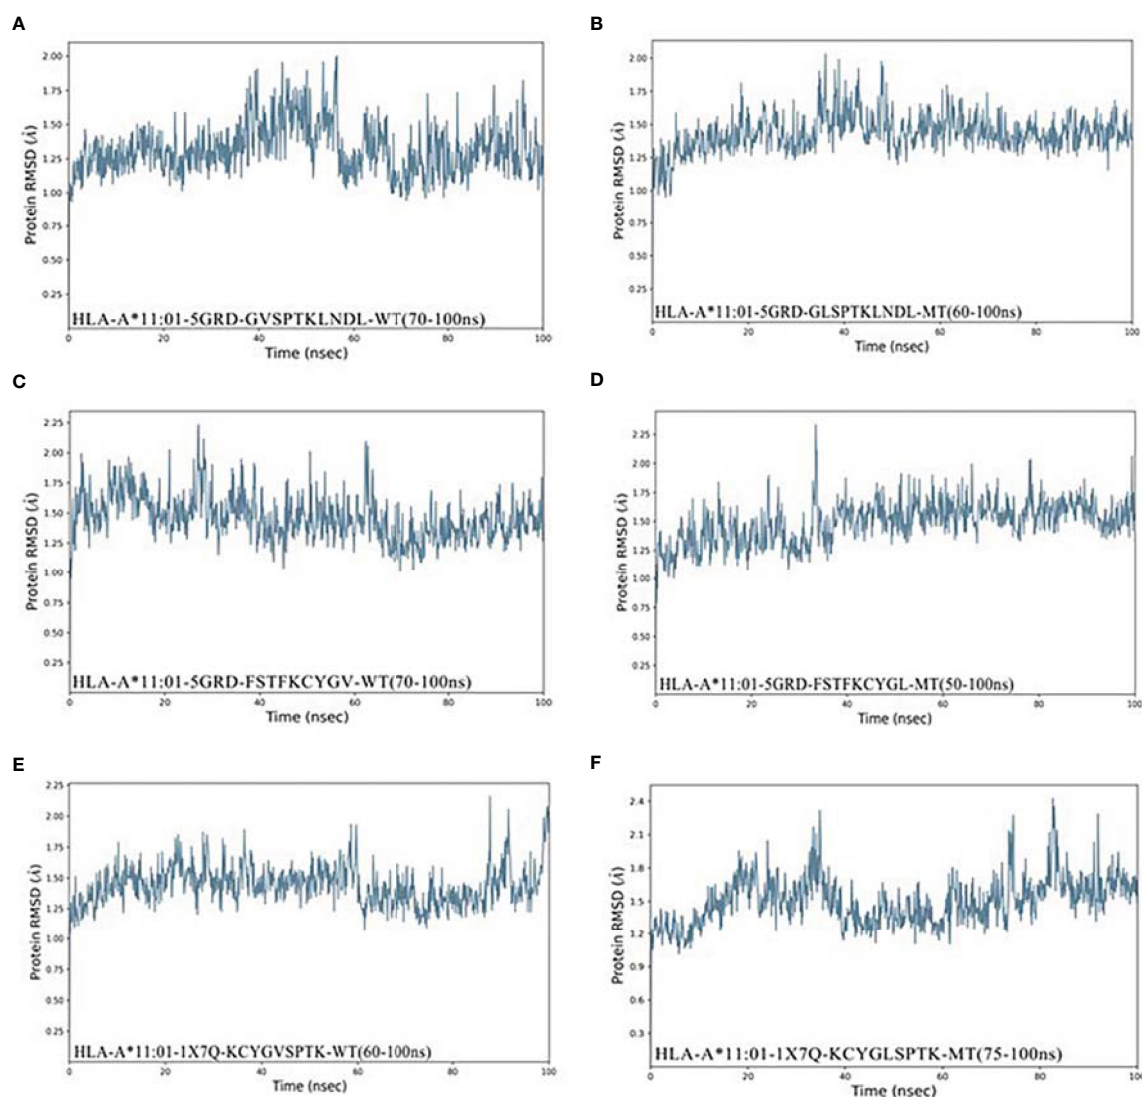 A
2.00
1.75
1.50
1.25
1.00
0.75
0.50
0.25
Protein RMSD (Å)
HLA-A*11:01-5GRD-GVSPTKLNDL-WT(70-100ns)
0 20 40 60 80 100
Time (nsec)
B
2.00
1.75
1.50
1.25
1.00
0.75
0.50
0.25
Protein RMSD (Å)
HLA-A*11:01-5GRD-GLSPTKLNDL-MT(60-100ns)
0 20 40 60 80 100
Time (nsec)
C
2.25
2.00
1.75
1.50
1.25
1.00
0.75
0.50
0.25
Protein RMSD (Å)
HLA-A*11:01-5GRD-FSTFKCYGV-WT(70-100ns)
0 20 40 60 80 100
Time (nsec)
D
2.25
2.00
1.75
1.50
1.25
1.00
0.75
0.50
0.25
Protein RMSD (Å)
HLA-A*11:01-5GRD-FSTFKCYGL-MT(50-100ns)
0 20 40 60 80 100
Time (nsec)
E
2.25
2.00
1.75
1.50
1.25
1.00
0.75
0.50
0.25
Protein RMSD (Å)
HLA-A*11:01-1X7Q-KCYGVSPTK-WT(60-100ns)
0 20 40 60 80 100
Time (nsec)
F
2.4
2.1
1.8
1.5
1.2
0.9
0.6
0.3
Protein RMSD (Å)
HLA-A*11:01-1X7Q-KCYGLSPTK-MT(75-100ns)
0 20 40 60 80 100
Time (nsec)